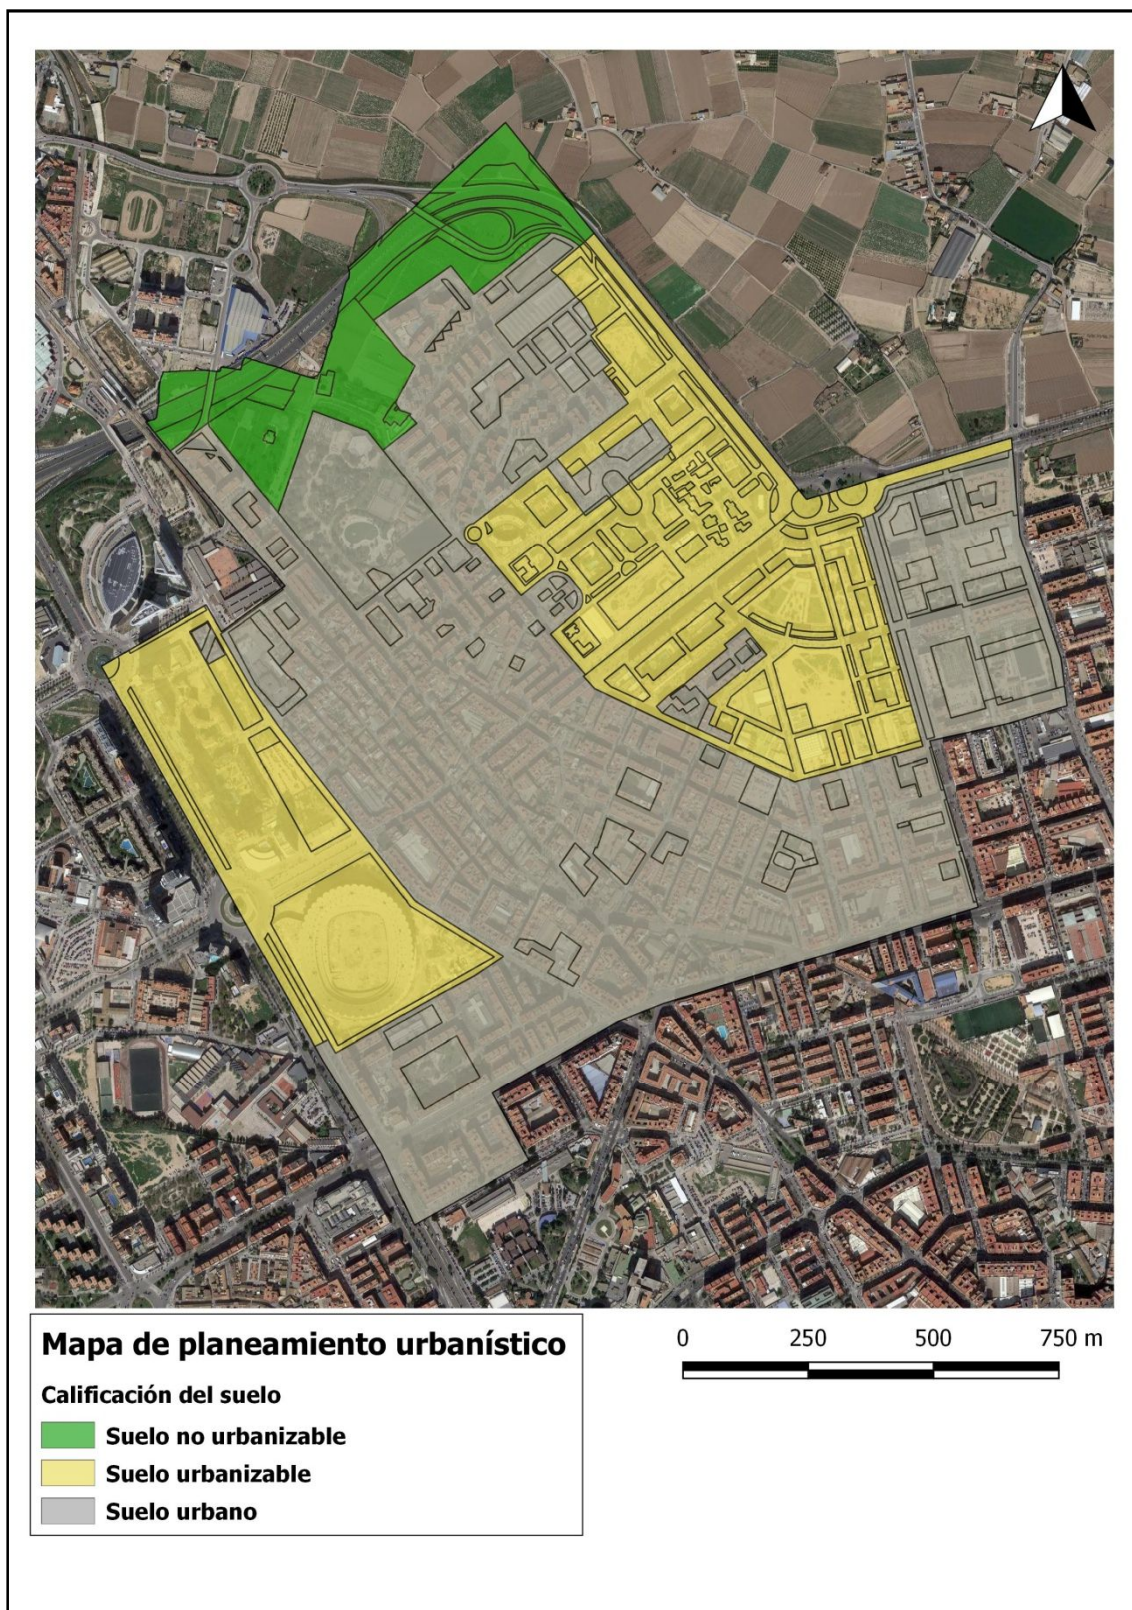 0 250 500 750 m
Mapa de planeamiento urbanístico
Calificación del suelo
Suelo no urbanizable
Suelo urbanizable
Suelo urbano